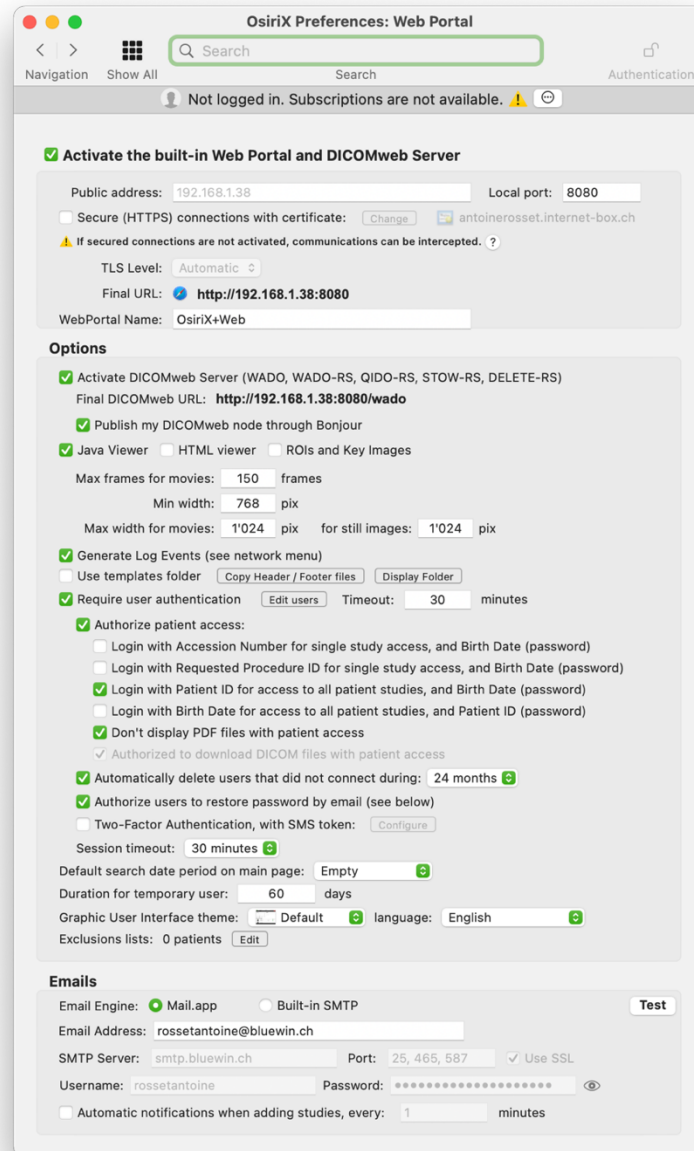 OsiriX Preferences: Web Portal
Search
Navigation Show All Search Authentication
Not logged in. Subscriptions are not available.
Activate the built-in Web Portal and DICOMweb Server
Public address: 192.168.1.38 Local port: 8080
Secure (HTTPS) connections with certificate: Change antoinerosset.internet-box.ch
If secured connections are not activated, communications can be intercepted. ?
TLS Level: Automatic
Final URL: http://192.168.1.38:8080
WebPortal Name: OsiriX+Web
Options
Activate DICOMweb Server (WADO, WADO-RS, QIDO-RS, STOW-RS, DELETE-RS)
Final DICOMweb URL: http://192.168.1.38:8080/wado
Publish my DICOMweb node through Bonjour
Java Viewer HTML viewer ROIs and Key Images
Max frames for movies: 150 frames
Min width: 768 pix
Max width for movies: 1'024 pix for still images: 1'024 pix
Generate Log Events (see network menu)
Use templates folder Copy Header / Footer files Display Folder
Require user authentication Edit users Timeout: 30 minutes
Authorize patient access:
Login with Accession Number for single study access, and Birth Date (password)
Login with Requested Procedure ID for single study access, and Birth Date (password)
Login with Patient ID for access to all patient studies, and Birth Date (password)
Login with Birth Date for access to all patient studies, and Patient ID (password)
Don't display PDF files with patient access
Authorized to download DICOM files with patient access
Automatically delete users that did not connect during: 24 months
Authorize users to restore password by email (see below)
Two-Factor Authentication, with SMS token: Configure
Session timeout: 30 minutes
Default search date period on main page: Empty
Duration for temporary user: 60 days
Graphic User Interface theme: Default language: English
Exclusions lists: 0 patients Edit
Emails
Email Engine: Mail.app Built-in SMTP Test
Email Address: rossetantoine@bluewin.ch
SMTP Server: smtp.bluewin.ch Port: 25, 465, 587 Use SSL
Username: rossetantoine Password: ••••••••••••••••••••
Automatic notifications when adding studies, every: 1 minutes